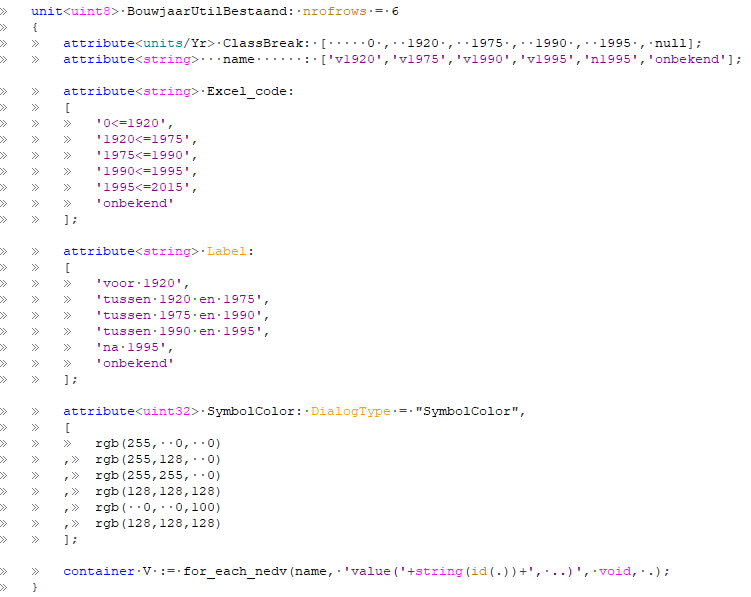 unit<uint8> BouwjaarUtilBestaand: nrofrows = 6
{
attribute<units/Yr> ClassBreak: [     0 ,  1920 ,  1975 ,  1990 ,  1995 , null];
attribute<string>   name      : ['v1920','v1975','v1990','v1995','n1995','onbekend'];
attribute<string> Excel_code:
[
'0<=1920',
'1920<=1975',
'1975<=1990',
'1990<=1995',
'1995<=2015',
'onbekend'
];
attribute<string> Label:
[
'voor 1920',
'tussen 1920 en 1975',
'tussen 1975 en 1990',
'tussen 1990 en 1995',
'na 1995',
'onbekend'
];
attribute<uint32> SymbolColor: DialogType = "SymbolColor",
[
rgb(255,  0,  0)
, rgb(255,128,  0)
, rgb(255,255,  0)
, rgb(128,128,128)
, rgb(  0,  0,100)
, rgb(128,128,128)
];
container V := for_each_nedv(name, 'value('+string(id(.))+', ..)', void, .);
}